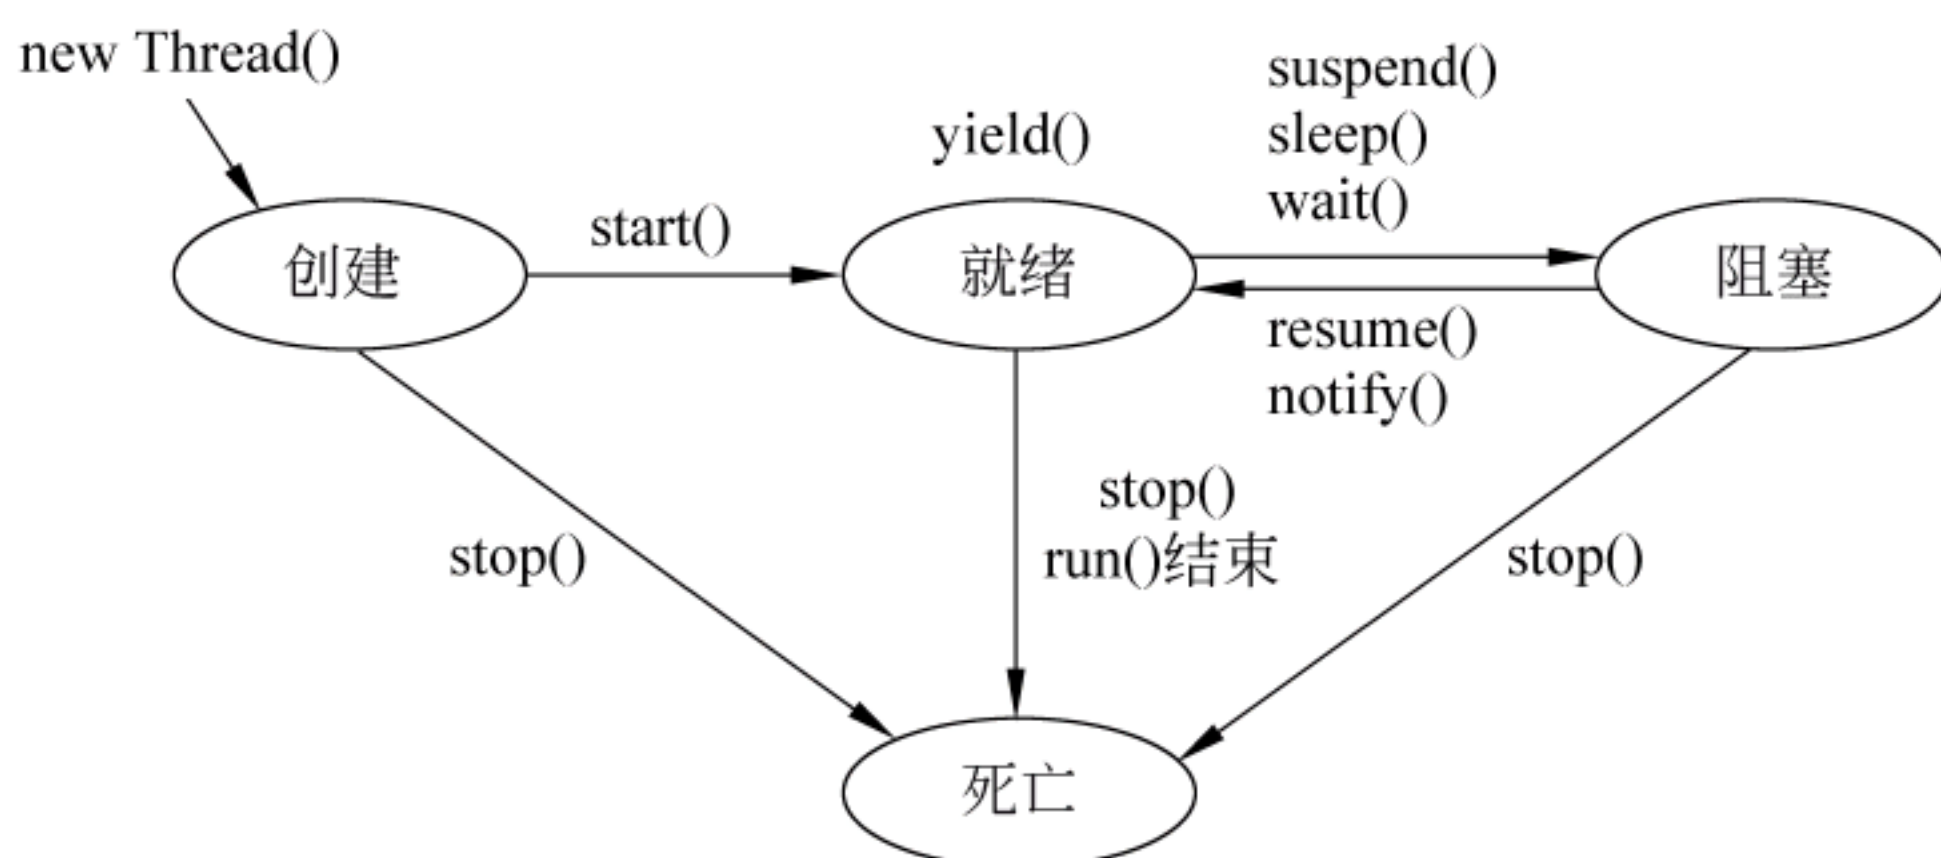 new Thread()
suspend()
yield()
sleep()
wait()
创建
start()
就绪
阻塞
resume()
notify()
stop()
stop()
run()结束
stop()
死亡